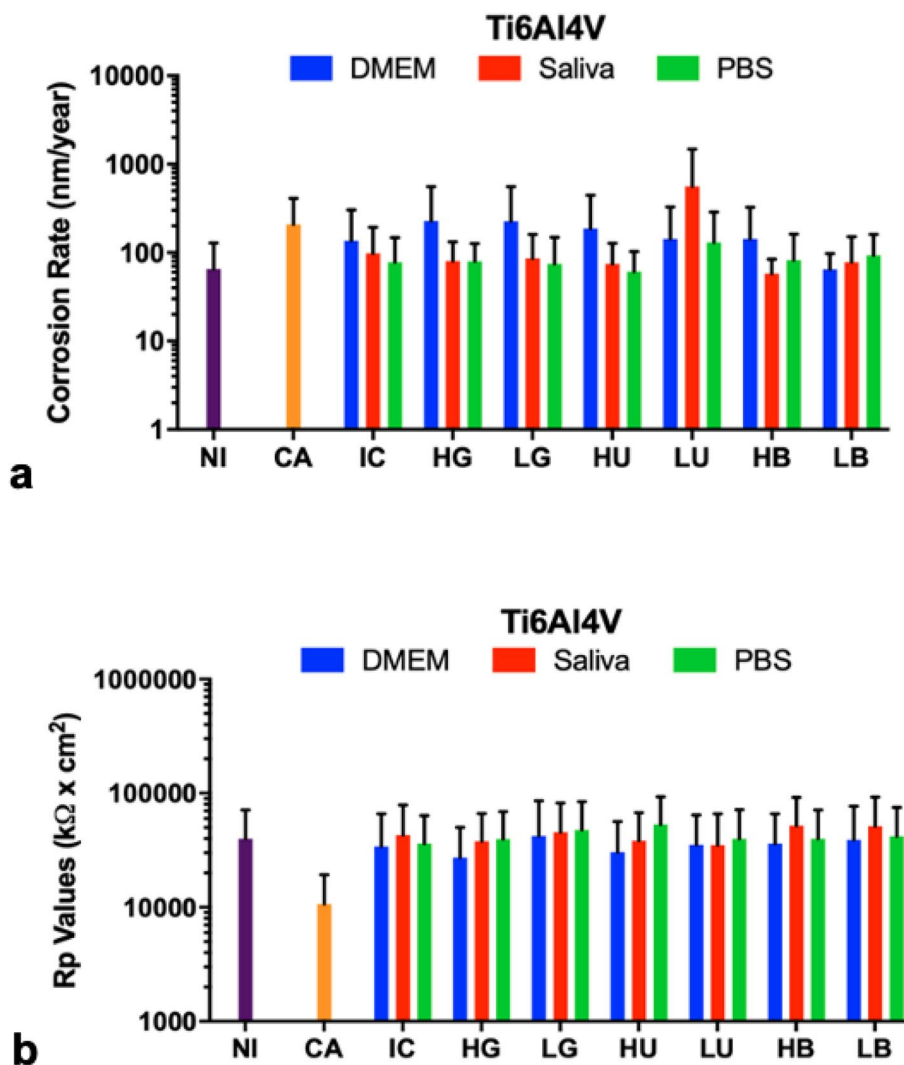 Ti6Al4V
DMEM Saliva PBS
Corrosion Rate (nm/year)
10000
1000
100
10
1
NI CA IC HG LG HU LU HB LB
a
Ti6Al4V
DMEM Saliva PBS
Rp Values (kΩ x cm²)
1000000
100000
10000
1000
NI CA IC HG LG HU LU HB LB
b